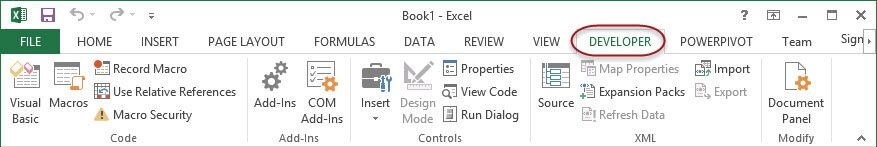 Book1 - Excel
FILE HOME INSERT PAGE LAYOUT FORMULAS DATA REVIEW VIEW DEVELOPER POWERPIVOT Team Sign
Visual Basic
Macros
Record Macro
Use Relative References
Macro Security
Code
Add-Ins
COM Add-Ins
Add-Ins
Insert
Design Mode
Properties
View Code
Run Dialog
Controls
Source
Map Properties
Expansion Packs
Refresh Data
Import
Export
XML
Document Panel
Modify